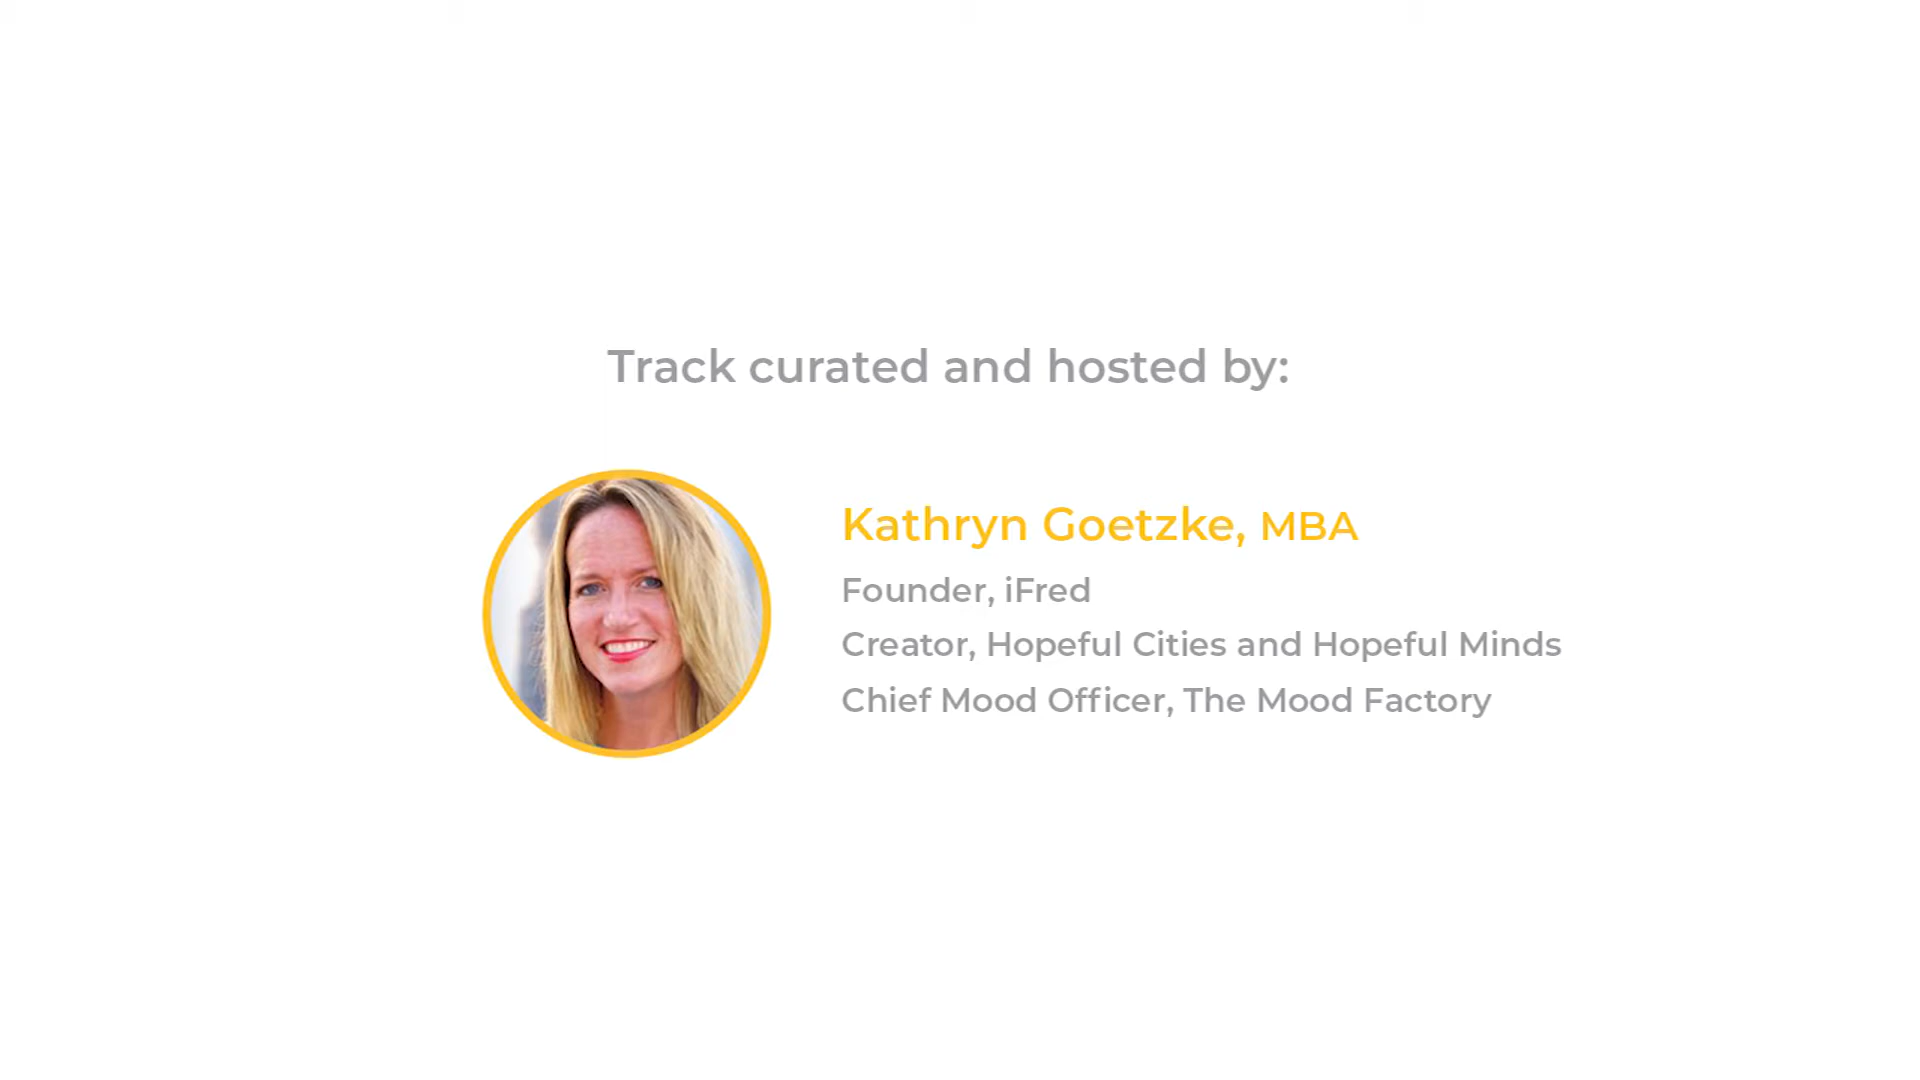 Track curated and hosted by:
Kathryn Goetzke, MBA
Founder, iFred
Creator, Hopeful Cities and Hopeful Minds
Chief Mood Officer, The Mood Factory